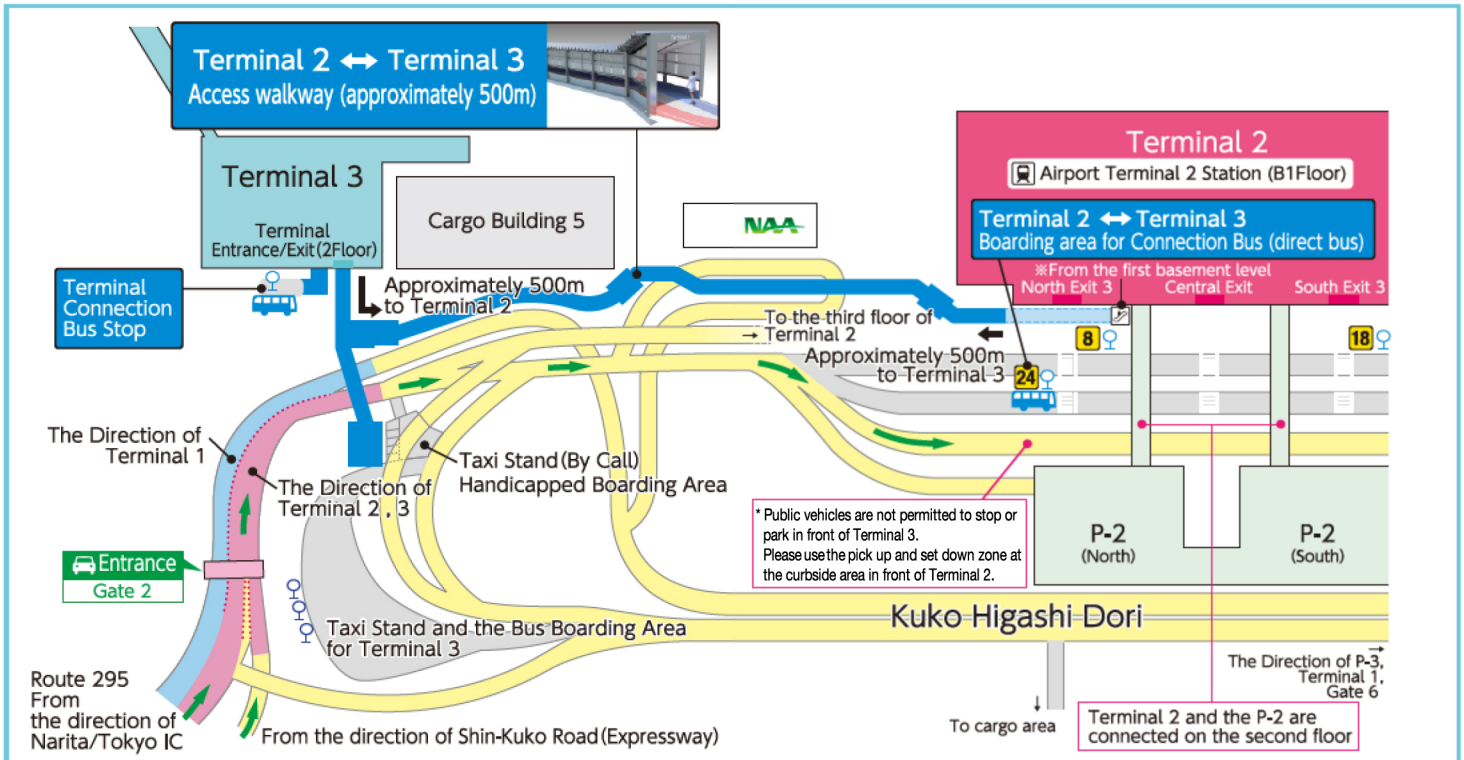 Terminal 2 ↔ Terminal 3
Access walkway (approximately 500m)
Terminal 3
Terminal
Entrance/Exit(2Floor)
Cargo Building 5
NAA
Terminal 2
Airport Terminal 2 Station (B1Floor)
Terminal 2 ↔ Terminal 3
Boarding area for Connection Bus (direct bus)
※From the first basement level
North Exit 3
Central Exit
South Exit 3
Terminal
Connection
Bus Stop
Approximately 500m
to Terminal 2
To the third floor of
→ Terminal 2
Approximately 500m
to Terminal 3
8
18
24
The Direction of
Terminal 1
The Direction of
Terminal 2 , 3
Taxi Stand (By Call)
Handicapped Boarding Area
* Public vehicles are not permitted to stop or
park in front of Terminal 3.
Please use the pick up and set down zone at
the curbside area in front of Terminal 2.
P-2
(North)
P-2
(South)
Entrance
Gate 2
Taxi Stand and the Bus Boarding Area
for Terminal 3
Kuko Higashi Dori
Route 295
From
the direction of
Narita/Tokyo IC
From the direction of Shin-Kuko Road (Expressway)
To cargo area
The Direction of P-3,
Terminal 1,
Gate 6
Terminal 2 and the P-2 are
connected on the second floor